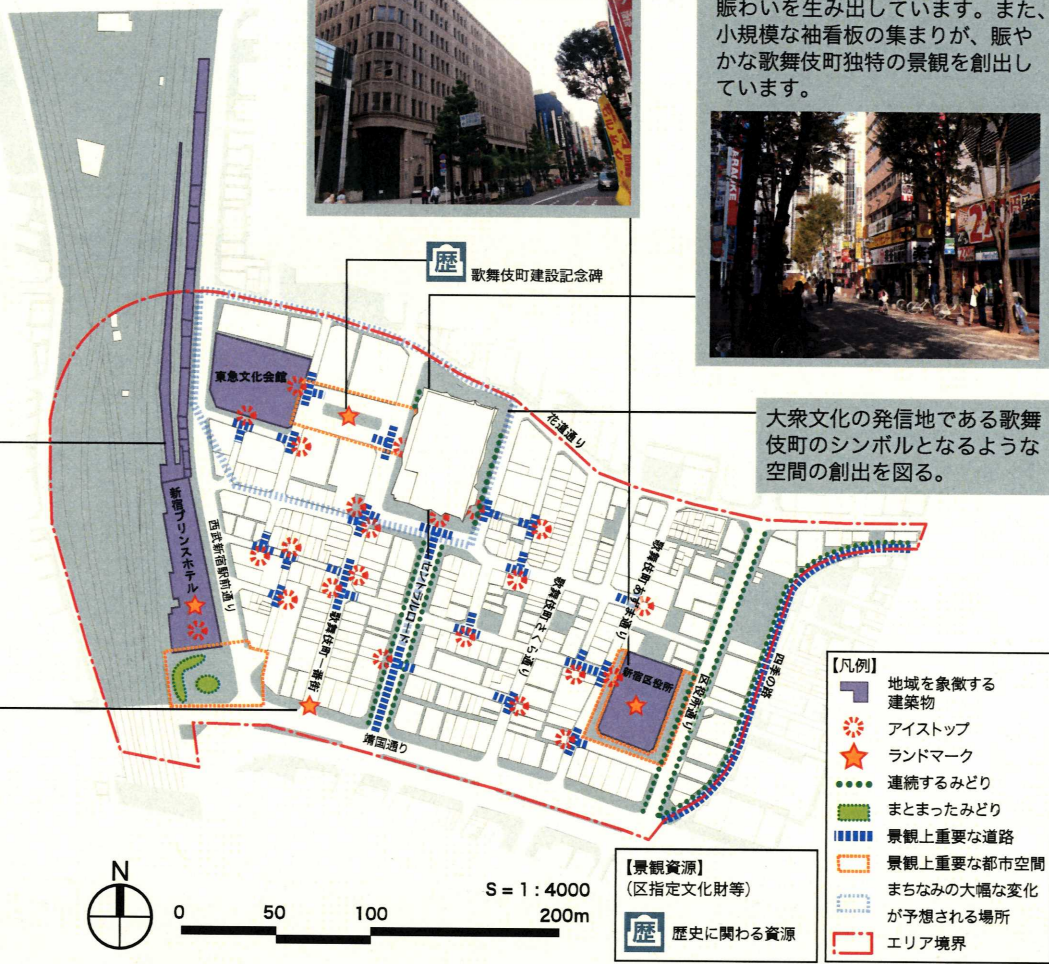 賑わいを生み出しています。また、
小規模な袖看板の集まりが、賑や
かな歌舞伎町独特の景観を創出し
ています。
歴 歌舞伎町建設記念碑
大衆文化の発信地である歌舞
伎町のシンボルとなるような
空間の創出を図る。
東急文化会館
花道通り
新宿プリンスホテル
西武新宿駅前通り
歌舞伎町一番街
セントラルロード
歌舞伎町さくら通り
歌舞伎町あずま通り
新宿区役所
区役所通り
四季の路
靖国通り
N
S = 1 : 4000
0 50 100 200m
【景観資源】
(区指定文化財等)
歴 歴史に関わる資源
【凡例】
地域を象徴する
建築物
アイストップ
ランドマーク
連続するみどり
まとまったみどり
景観上重要な道路
景観上重要な都市空間
まちなみの大幅な変化
が予想される場所
エリア境界